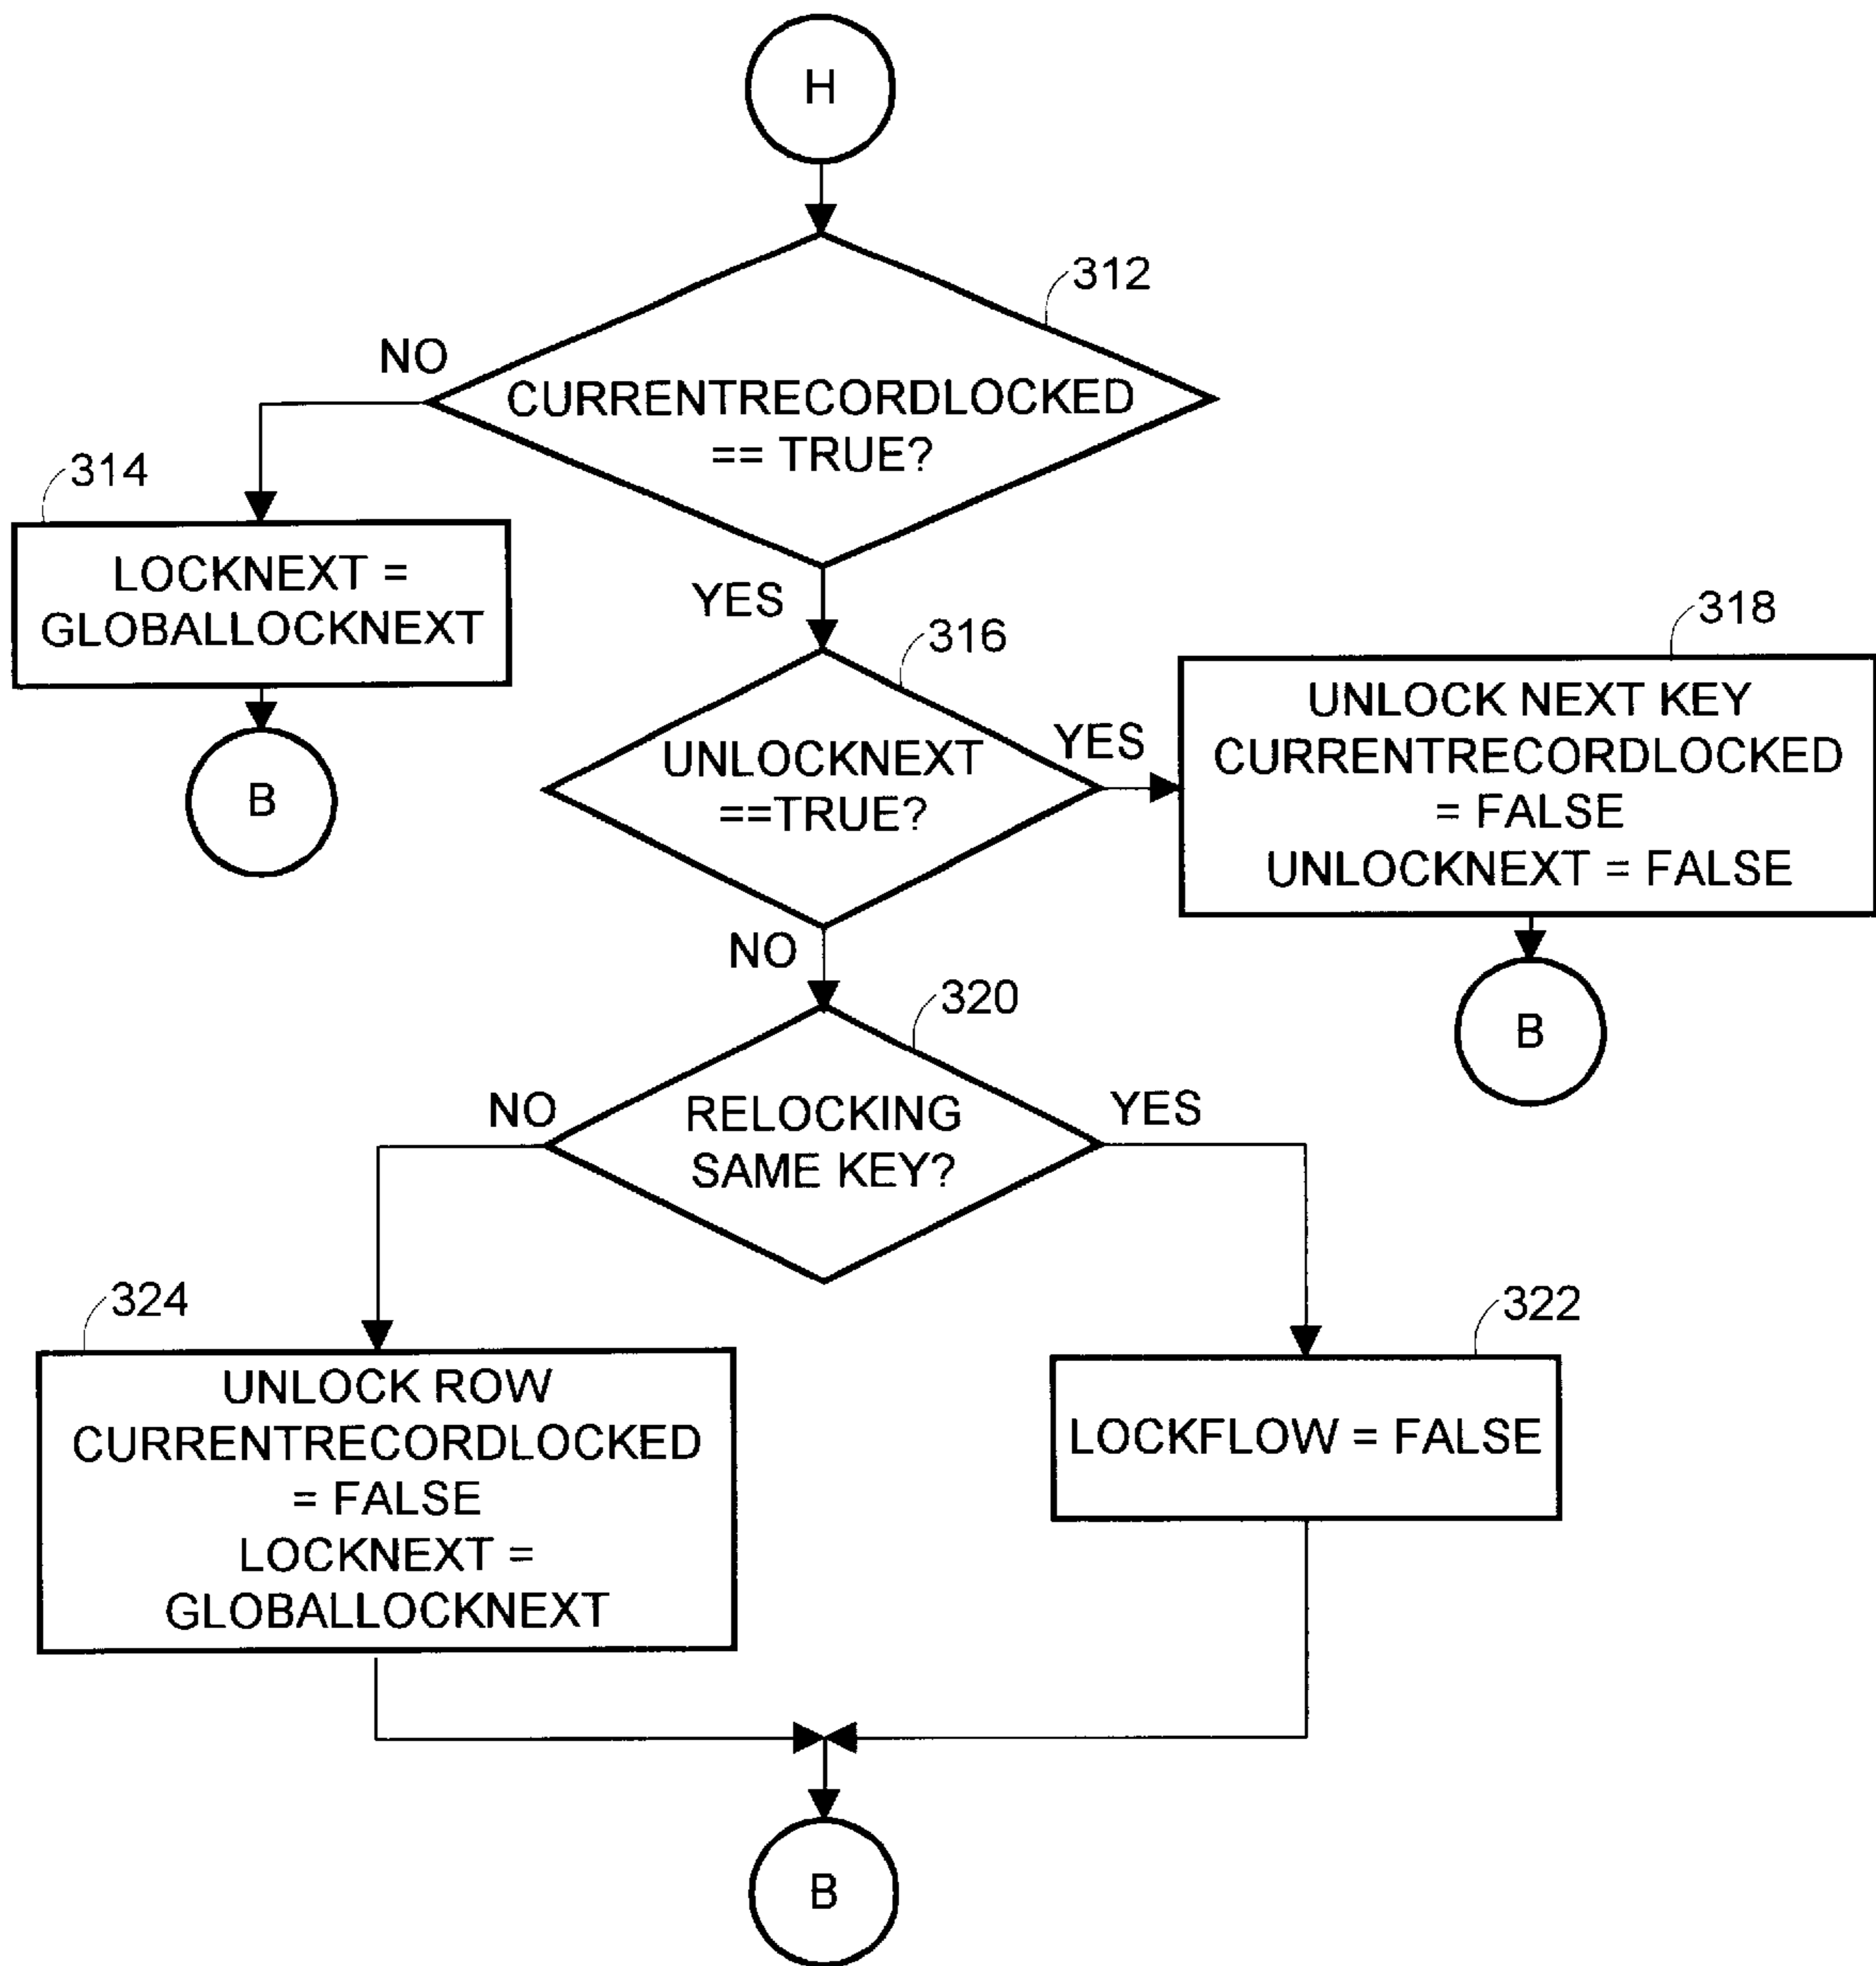 H
312
NO
CURRENTRECORDLOCKED
== TRUE?
314
LOCKNEXT =
GLOBALLOCKNEXT
B
YES
316
UNLOCKNEXT
==TRUE?
YES
318
UNLOCK NEXT KEY
CURRENTRECORDLOCKED
= FALSE
UNLOCKNEXT = FALSE
B
NO
320
RELOCKING
SAME KEY?
NO
YES
324
UNLOCK ROW
CURRENTRECORDLOCKED
= FALSE
LOCKNEXT =
GLOBALLOCKNEXT
322
LOCKFLOW = FALSE
B